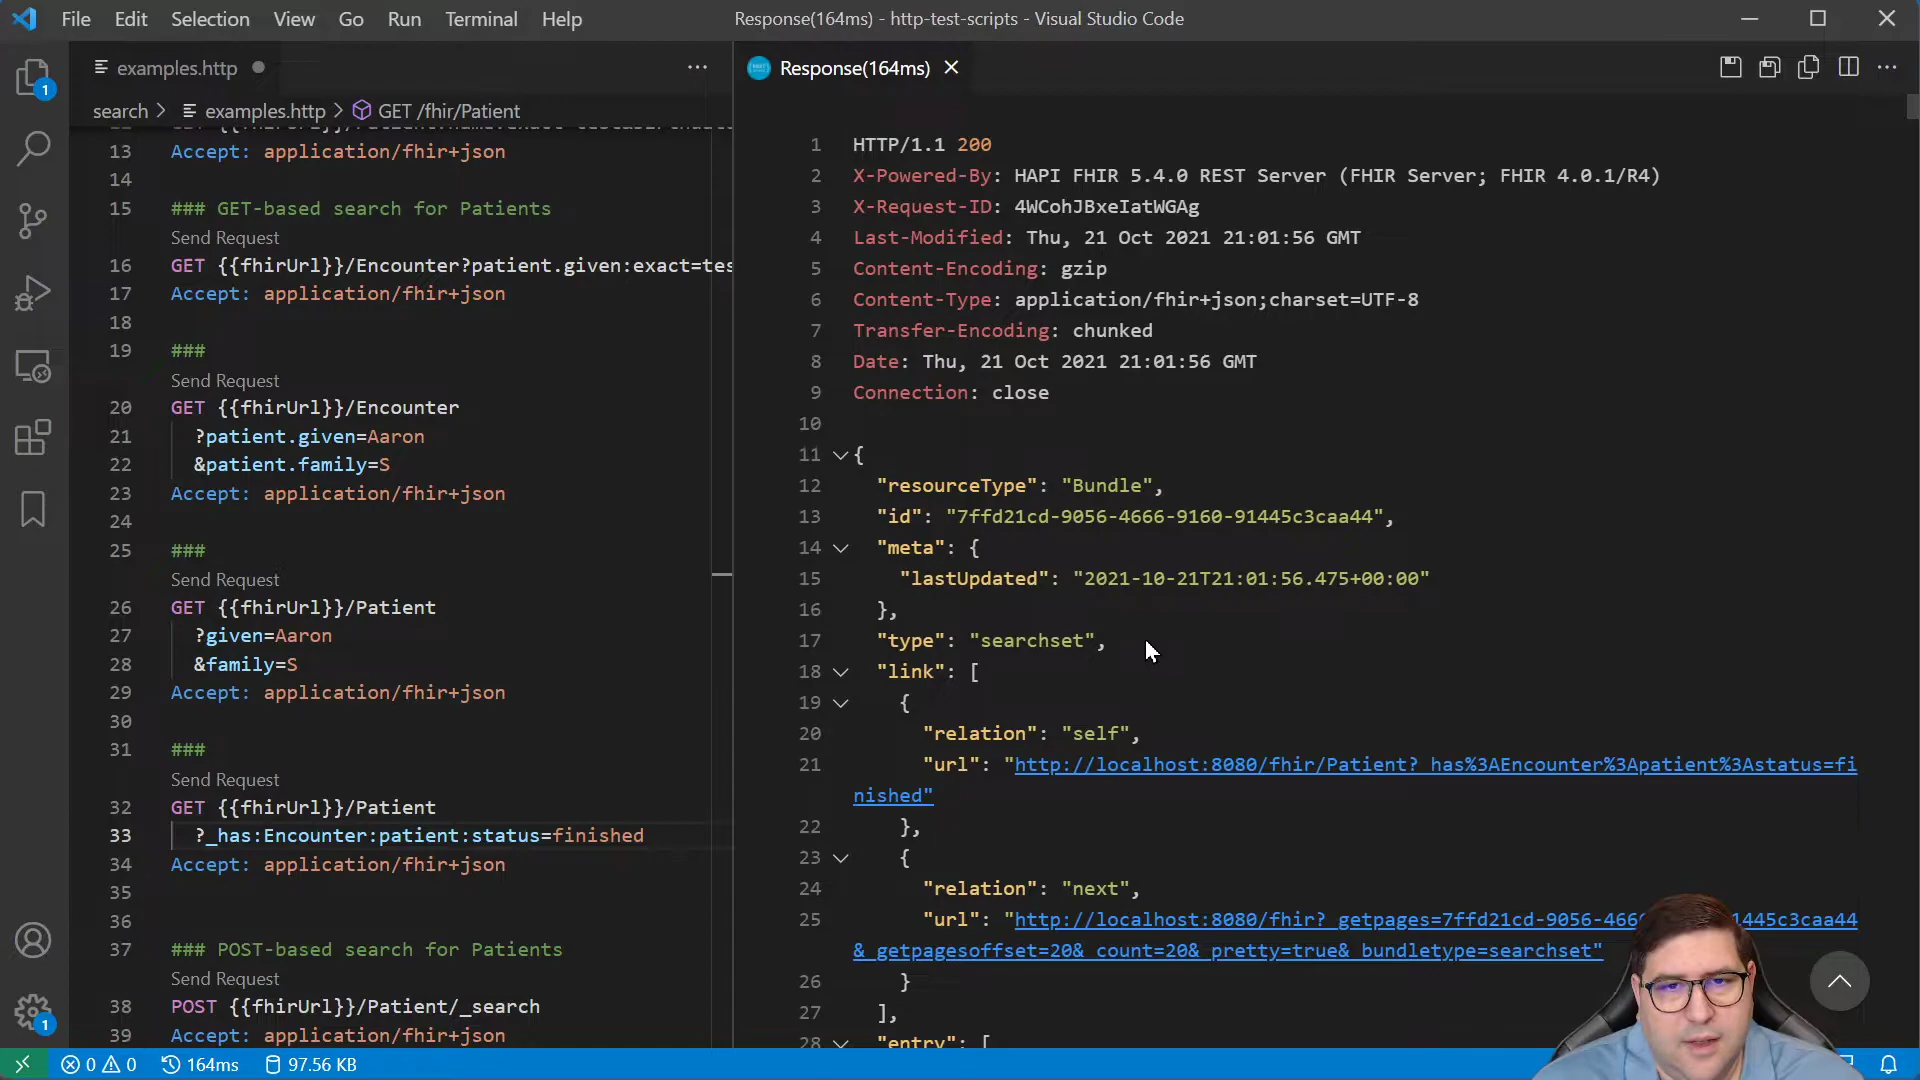 File Edit Selection View Go Run Terminal Help
Response(164ms) - http-test-scripts - Visual Studio Code
examples.http
search > examples.http > GET /fhir/Patient
13 Accept: application/fhir+json
14
15 ### GET-based search for Patients
Send Request
16 GET {{fhirUrl}}/Encounter?patient.given:exact=tes
17 Accept: application/fhir+json
18
19 ###
Send Request
20 GET {{fhirUrl}}/Encounter
21 ?patient.given=Aaron
22 &patient.family=S
23 Accept: application/fhir+json
24
25 ###
Send Request
26 GET {{fhirUrl}}/Patient
27 ?given=Aaron
28 &family=S
29 Accept: application/fhir+json
30
31 ###
Send Request
32 GET {{fhirUrl}}/Patient
33 ?_has:Encounter:patient:status=finished
34 Accept: application/fhir+json
35
36
37 ### POST-based search for Patients
Send Request
38 POST {{fhirUrl}}/Patient/_search
39 Accept: application/fhir+json
Response(164ms)
1 HTTP/1.1 200
2 X-Powered-By: HAPI FHIR 5.4.0 REST Server (FHIR Server; FHIR 4.0.1/R4)
3 X-Request-ID: 4WCohJBxeIatWGAg
4 Last-Modified: Thu, 21 Oct 2021 21:01:56 GMT
5 Content-Encoding: gzip
6 Content-Type: application/fhir+json;charset=UTF-8
7 Transfer-Encoding: chunked
8 Date: Thu, 21 Oct 2021 21:01:56 GMT
9 Connection: close
10
11 {
12 "resourceType": "Bundle",
13 "id": "7ffd21cd-9056-4666-9160-91445c3caa44",
14 "meta": {
15 "lastUpdated": "2021-10-21T21:01:56.475+00:00"
16 },
17 "type": "searchset",
18 "link": [
19 {
20 "relation": "self",
21 "url": "http://localhost:8080/fhir/Patient?_has%3AEncounter%3Apatient%3Astatus=fi
nished"
22 },
23 {
24 "relation": "next",
25 "url": "http://localhost:8080/fhir?_getpages=7ffd21cd-9056-466 1445c3caa44
&_getpagesoffset=20&_count=20&_pretty=true&_bundletype=searchset"
26 }
27 ],
28 "entry": [
0 0 164ms 97.56 KB
1
1